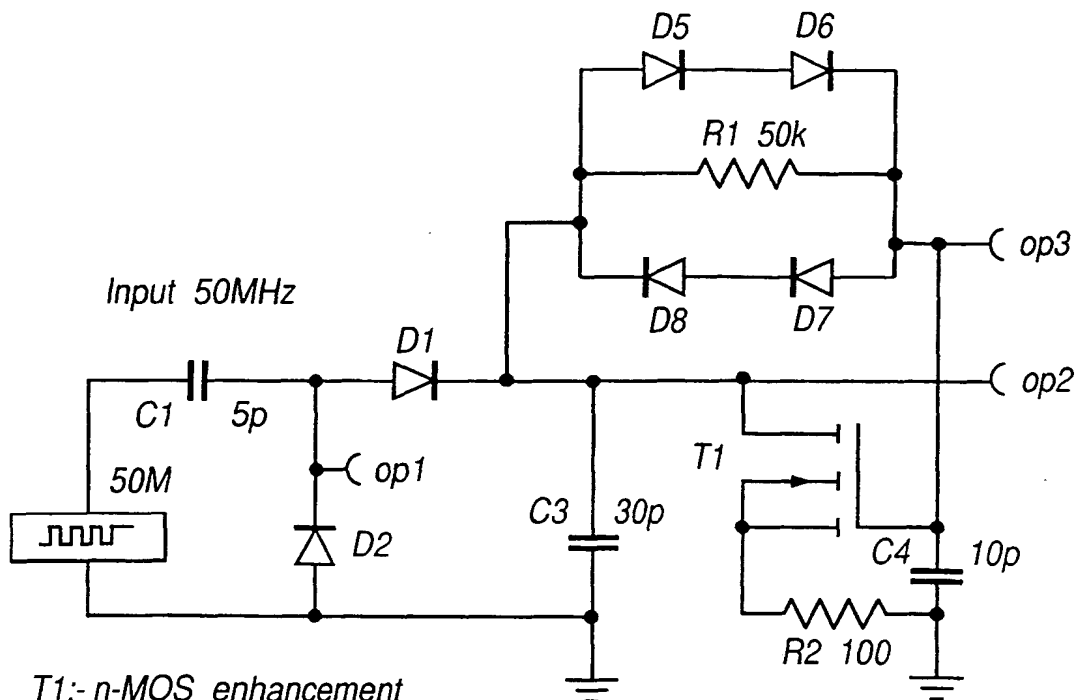 D5
D6
R1 50k
op3
D8
D7
Input 50MHz
D1
op2
C1
5p
op1
T1
50M
C3
30p
D2
C4
10p
R2 100
T1:- n-MOS enhancement